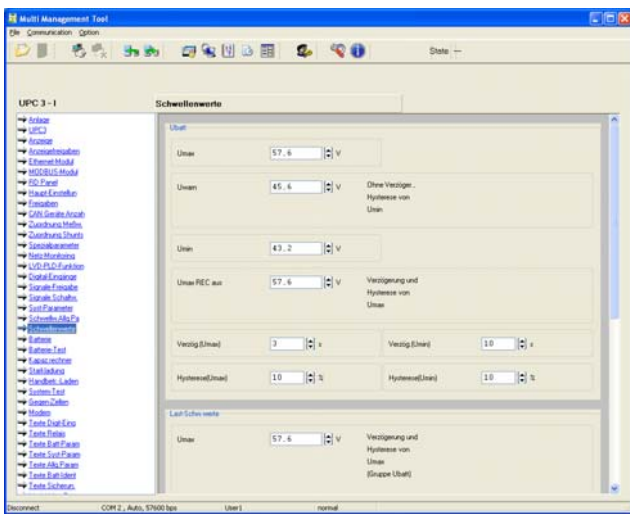 Multi Management Tool
File Communication Option
State ---
UPC 3 - I
Schwellenwerte
Anlage
UPC3
Anzeige
Anzeigefreigaben
Ethernet-Modul
MODBUS-Modul
RD Panel
Haupt-Einstellun
Freigaben
CAN Geräte Anzah
Zuordnung Meßw.
Zuordnung Shunts
Spezialparameter
Netz Monitoring
LVD-PLD-Funktion
Digital-Eingänge
Signale-Freigabe
Signale Schaltw.
Syst-Parameter
Schwellw.Allg.Pa
Schwellenwerte
Batterie
Batterie-Test
Kapaz.rechner
Starkladung
Handbetr.-Laden
System-Test
Gegen-Zellen
Modem
Texte Digit-Eing
Texte Relais
Texte Batt-Param
Texte Syst-Param
Texte Allg.Param
Texte Batt-Ident
Texte Sicherun.
Ubatt
Umax 57.6 V
Uwarn 45.6 V Ohne Verzöger.,
Hysterese von
Umin
Umin 43.2 V
Umax REC aus 57.6 V Verzögerung und
Hysterese von
Umax
Verzög.(Umax) 3 s Verzög.(Umin) 10 s
Hysterese(Umax) 10 % Hysterese(Umin) 10 %
Last-Schw.werte
Umax 57.6 V Verzögerung und
Hysterese von
Umax
(Gruppe Ubatt)
Disconnect COM 2 , Auto, 57600 bps User1 normal